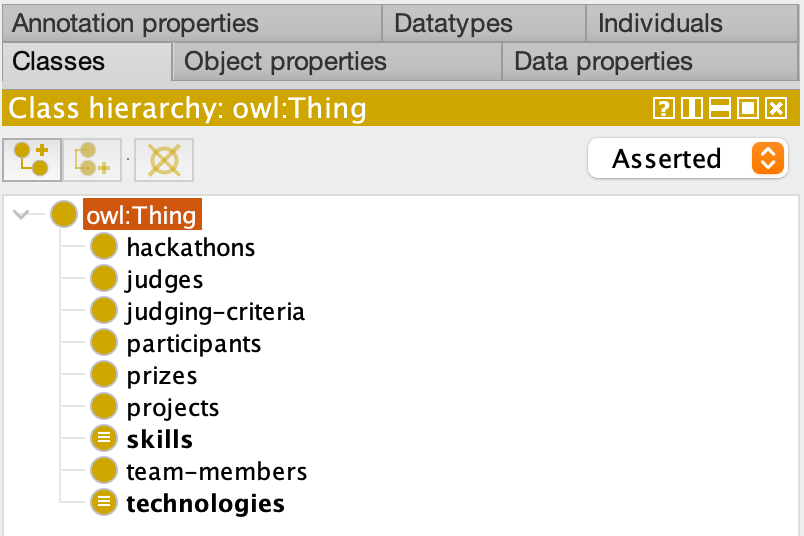 Annotation properties Datatypes Individuals
Classes Object properties Data properties
Class hierarchy: owl:Thing
Asserted
owl:Thing
hackathons
judges
judging-criteria
participants
prizes
projects
skills
team-members
technologies